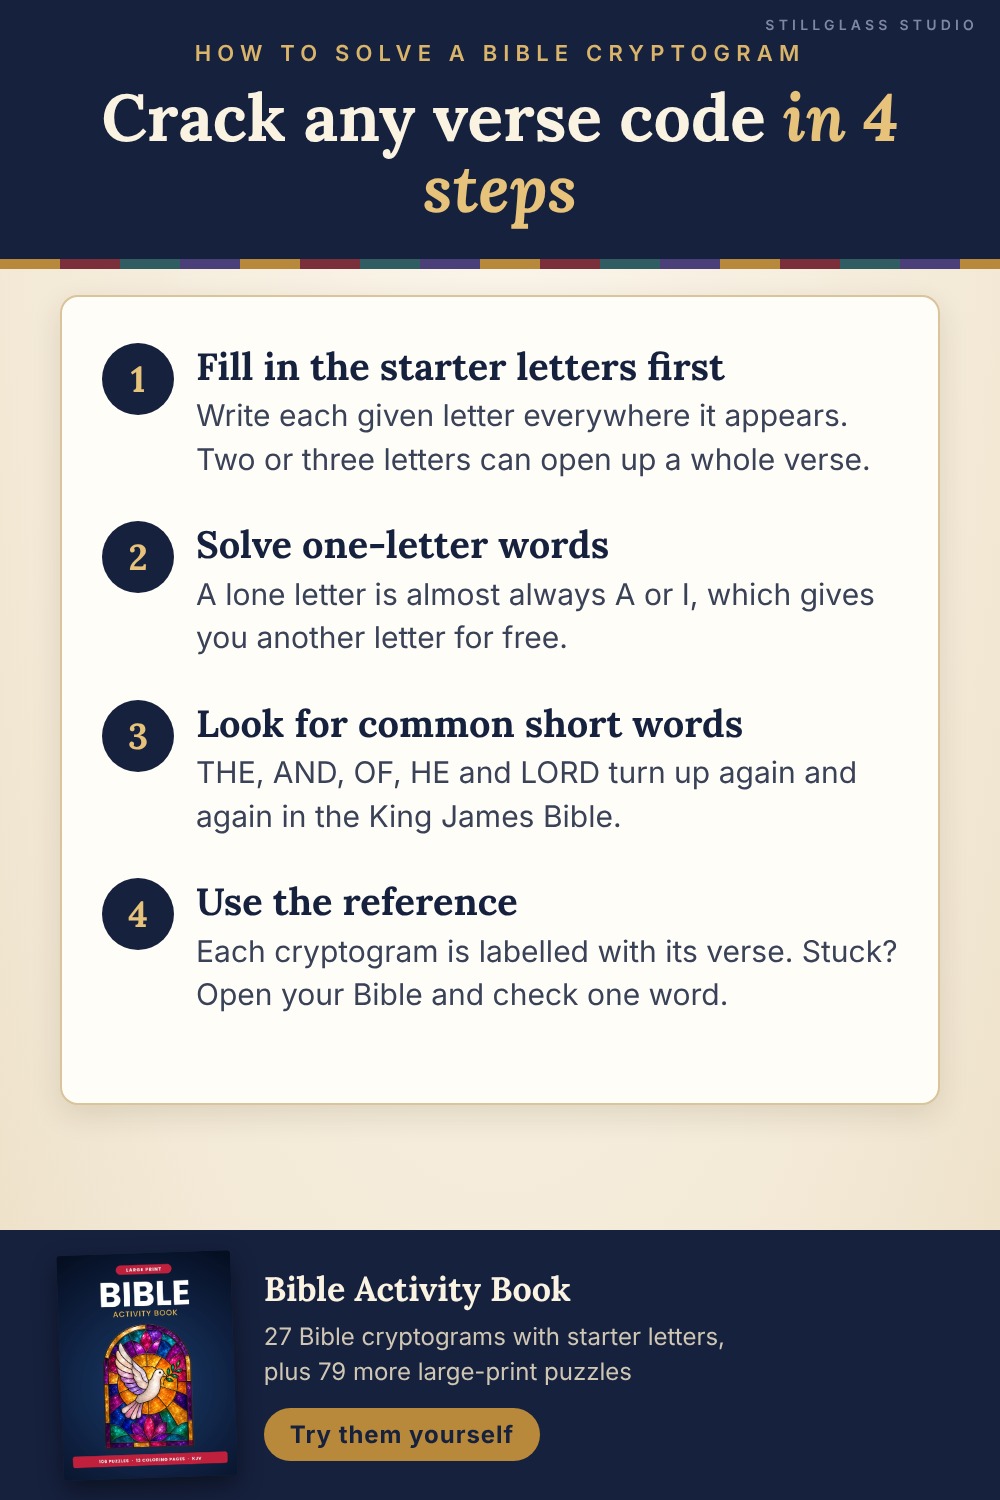 STILLGLASS STUDIO
HOW TO SOLVE A BIBLE CRYPTOGRAM
Crack any verse code in 4
steps
1
Fill in the starter letters first
Write each given letter everywhere it appears.
Two or three letters can open up a whole verse.
2
Solve one-letter words
A lone letter is almost always A or I, which gives
you another letter for free.
3
Look for common short words
THE, AND, OF, HE and LORD turn up again and
again in the King James Bible.
4
Use the reference
Each cryptogram is labelled with its verse. Stuck?
Open your Bible and check one word.
LARGE PRINT
BIBLE
ACTIVITY BOOK
106 PUZZLES · 12 COLORING PAGES · KJV
Bible Activity Book
27 Bible cryptograms with starter letters,
plus 79 more large-print puzzles
Try them yourself